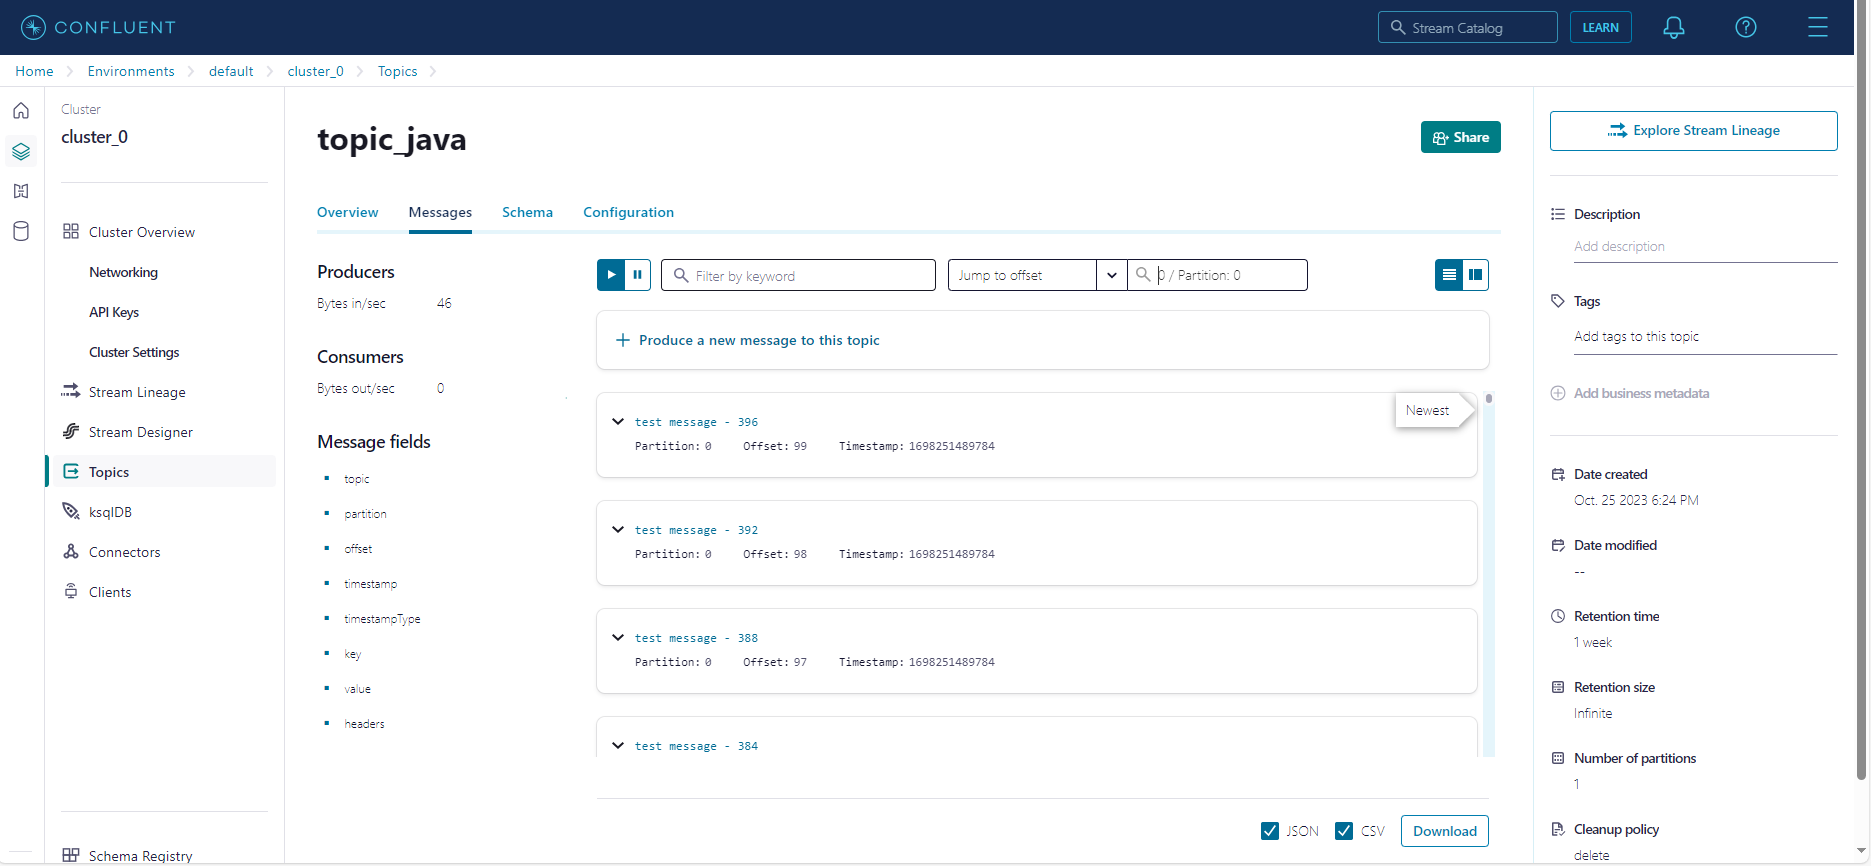 CONFLUENT
Stream Catalog
LEARN
Home
Environments
default
cluster_0
Topics
Cluster
cluster_0
Cluster Overview
Networking
API Keys
Cluster Settings
Stream Lineage
Stream Designer
Topics
ksqlDB
Connectors
Clients
Schema Registry
topic_java
Share
Overview
Messages
Schema
Configuration
Producers
Bytes in/sec 46
Consumers
Bytes out/sec 0
Message fields
topic
partition
offset
timestamp
timestampType
key
value
headers
Filter by keyword
Jump to offset
0 / Partition: 0
Produce a new message to this topic
Newest
test message - 396
Partition: 0 Offset: 99 Timestamp: 1698251489784
test message - 392
Partition: 0 Offset: 98 Timestamp: 1698251489784
test message - 388
Partition: 0 Offset: 97 Timestamp: 1698251489784
test message - 384
JSON
CSV
Download
Explore Stream Lineage
Description
Add description
Tags
Add tags to this topic
Add business metadata
Date created
Oct. 25 2023 6:24 PM
Date modified
--
Retention time
1 week
Retention size
Infinite
Number of partitions
1
Cleanup policy
delete